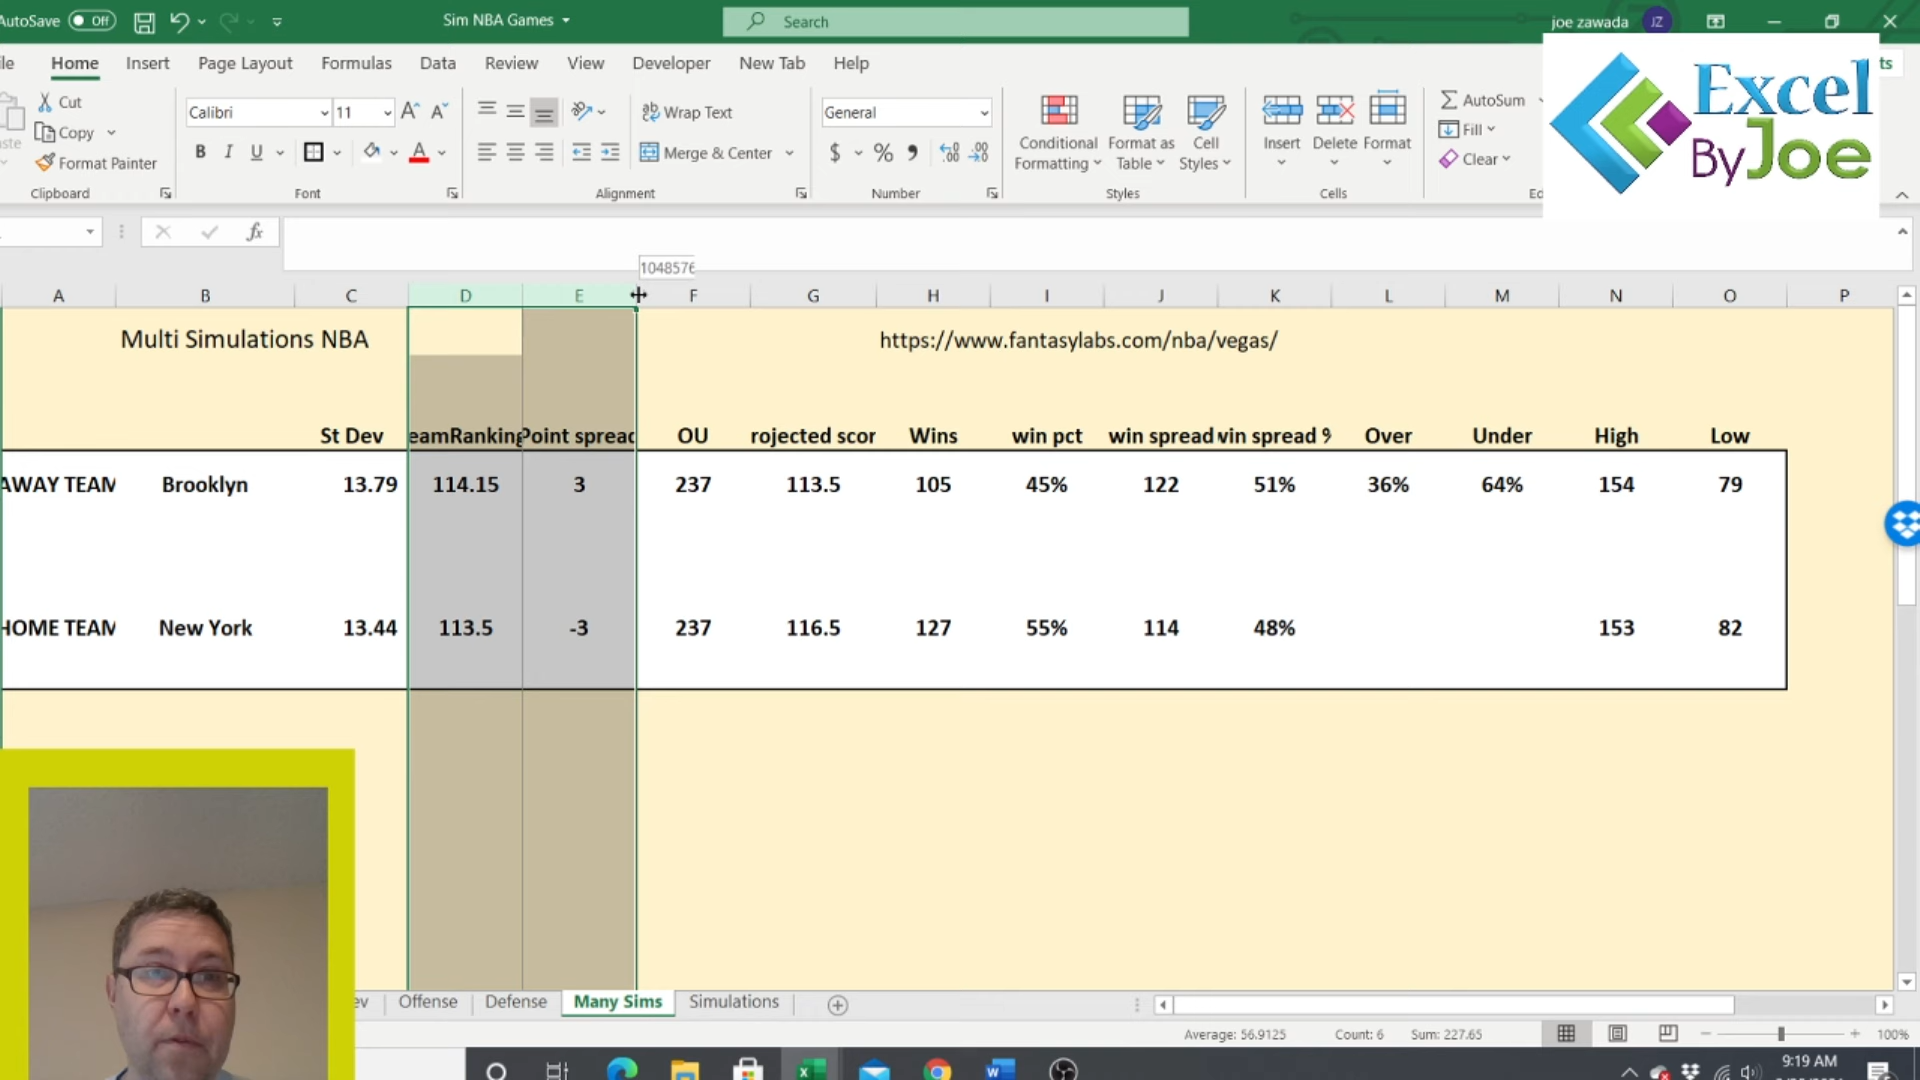 AutoSave Off
Sim NBA Games
Search
joe zawada JZ
Home Insert Page Layout Formulas Data Review View Developer New Tab Help
Cut
Copy
Format Painter
Clipboard
Calibri 11
B I U
Font
Wrap Text
Merge & Center
Alignment
General
$ % 9
Number
Conditional Formatting
Format as Table
Cell Styles
Styles
Insert Delete Format
Cells
AutoSum
Fill
Clear
Excel
ByJoe
fx
1048576
A B C D E F G H I J K L M N O P
Multi Simulations NBA https://www.fantasylabs.com/nba/vegas/
St Dev eamRanking Point spread OU rojected scor Wins win pct win spread vin spread % Over Under High Low
AWAY TEAM Brooklyn 13.79 114.15 3 237 113.5 105 45% 122 51% 36% 64% 154 79
HOME TEAM New York 13.44 113.5 -3 237 116.5 127 55% 114 48% 153 82
ev Offense Defense Many Sims Simulations
Average: 56.9125 Count: 6 Sum: 227.65 100%
9:19 AM